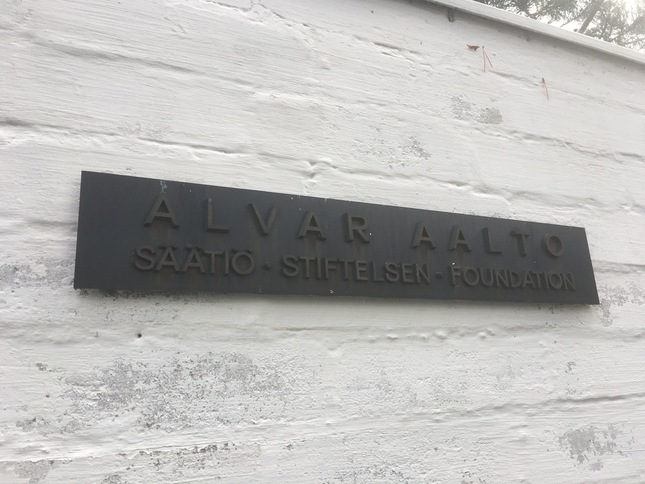 ALVAR AALTO
SÄÄTIÖ - STIFTELSEN - FOUNDATION